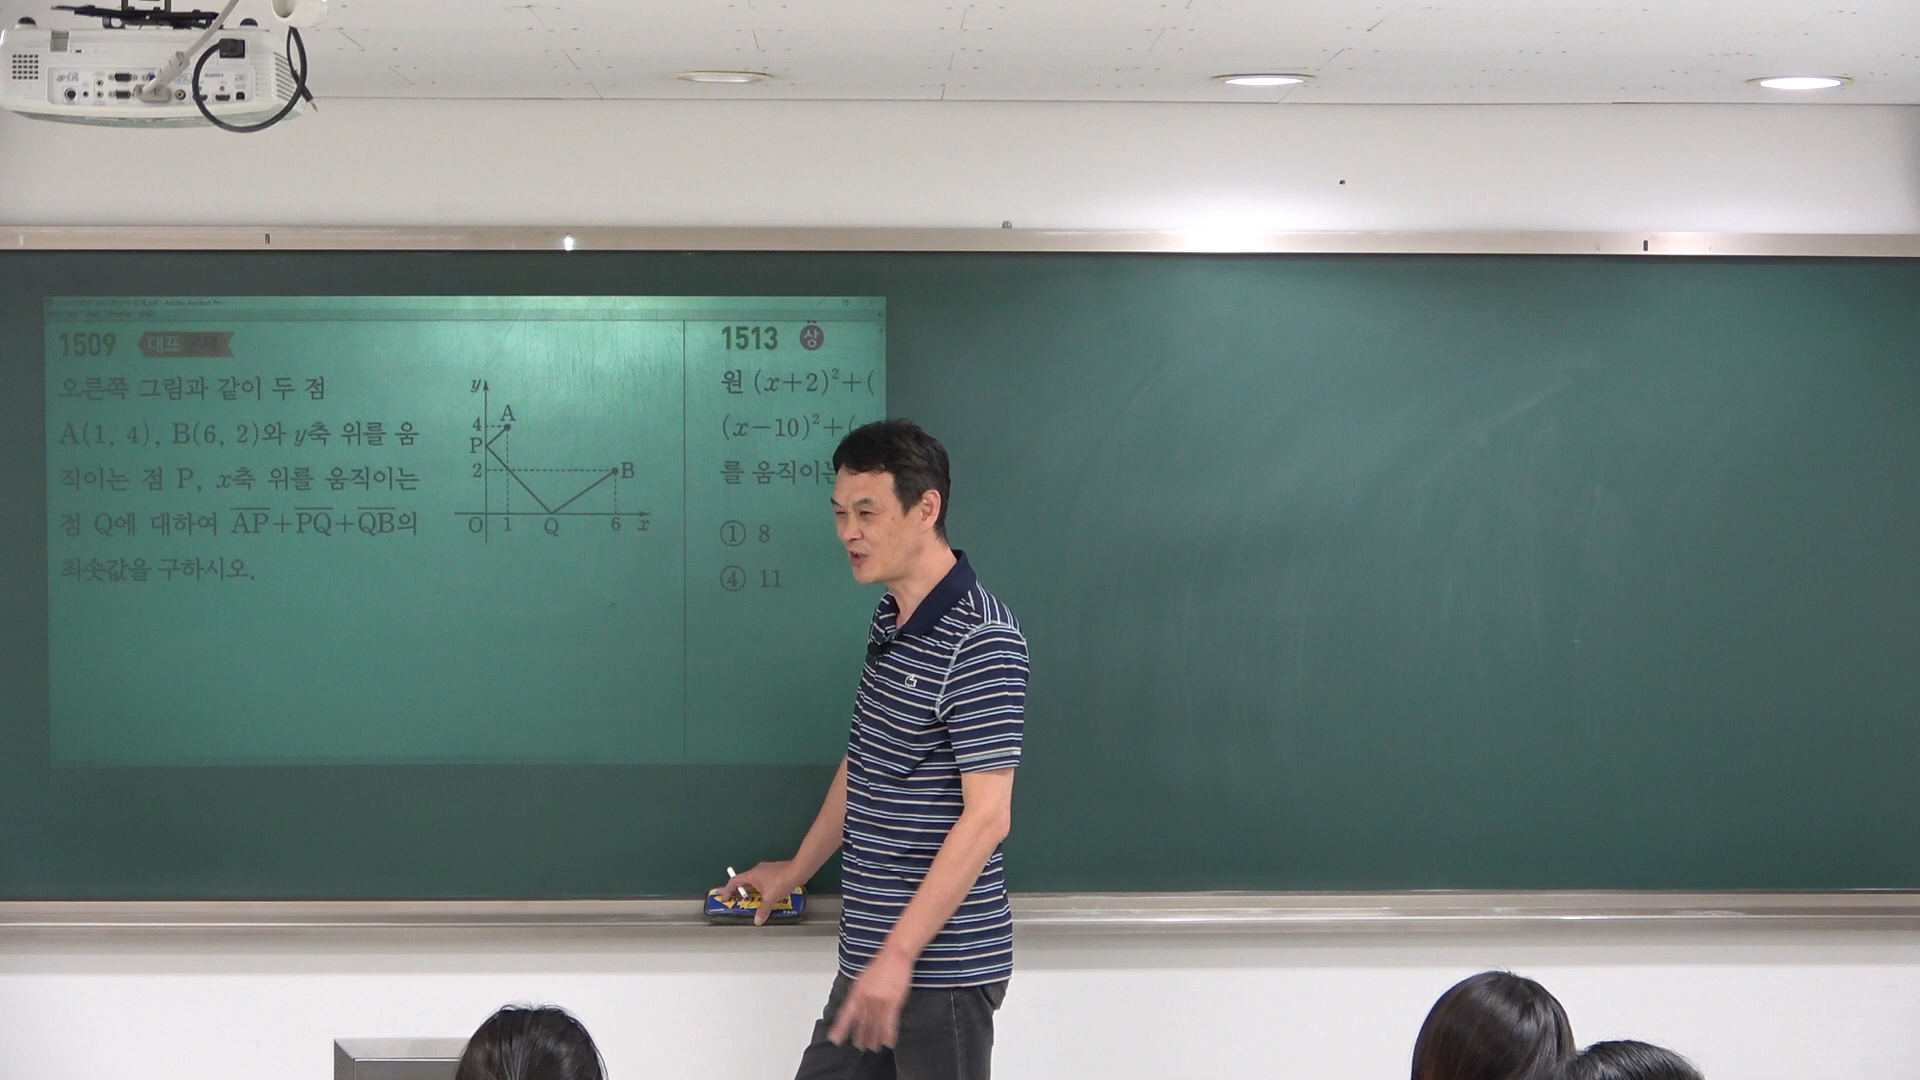 1509 대표
오른쪽 그림과 같이 두 점
A(1, 4), B(6, 2)와 y축 위를 움
직이는 점 P, x축 위를 움직이는
점 Q에 대하여 AP+PQ+QB의
최솟값을 구하시오.
y
4 A
P
2 B
O 1 Q 6 x
1513 상
원 (x+2)²+(
(x-10)²+(
를 움직이는
① 8
④ 11